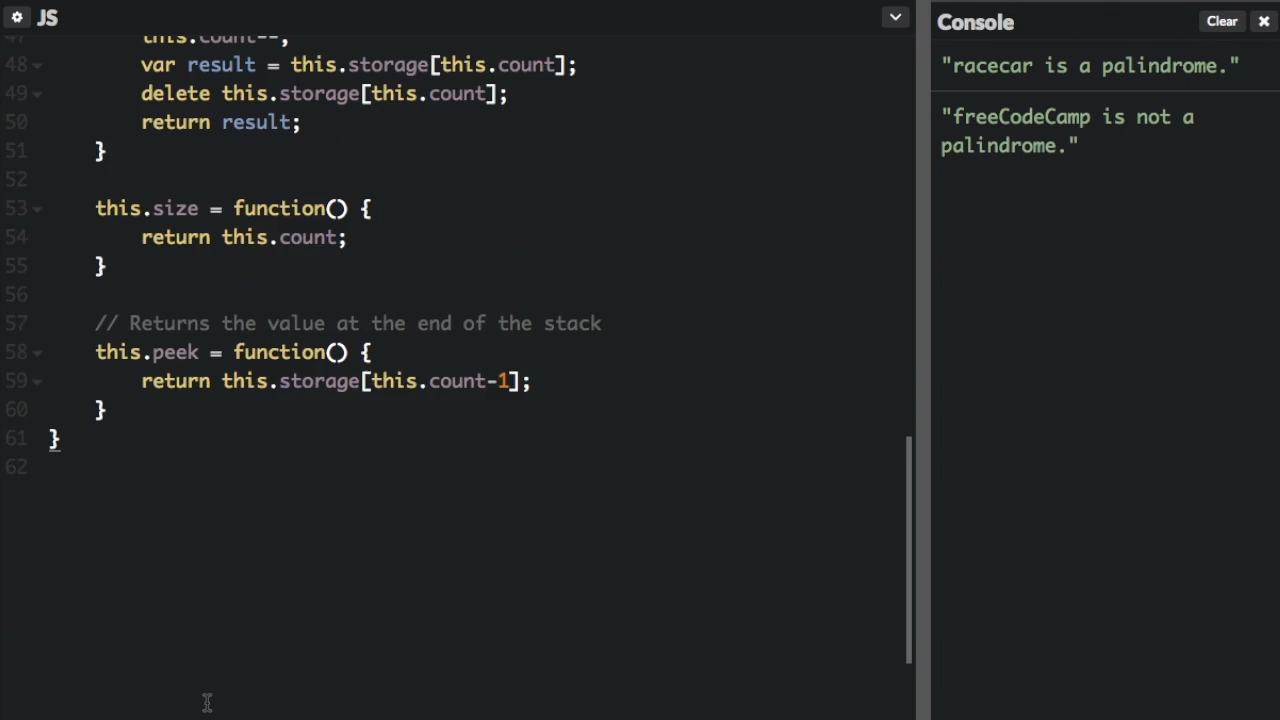 JS
47 this.count--;
48 var result = this.storage[this.count];
49 delete this.storage[this.count];
50 return result;
51 }
52
53 this.size = function() {
54 return this.count;
55 }
56
57 // Returns the value at the end of the stack
58 this.peek = function() {
59 return this.storage[this.count-1];
60 }
61 }
62
Console Clear
"racecar is a palindrome."
"freeCodeCamp is not a
palindrome."